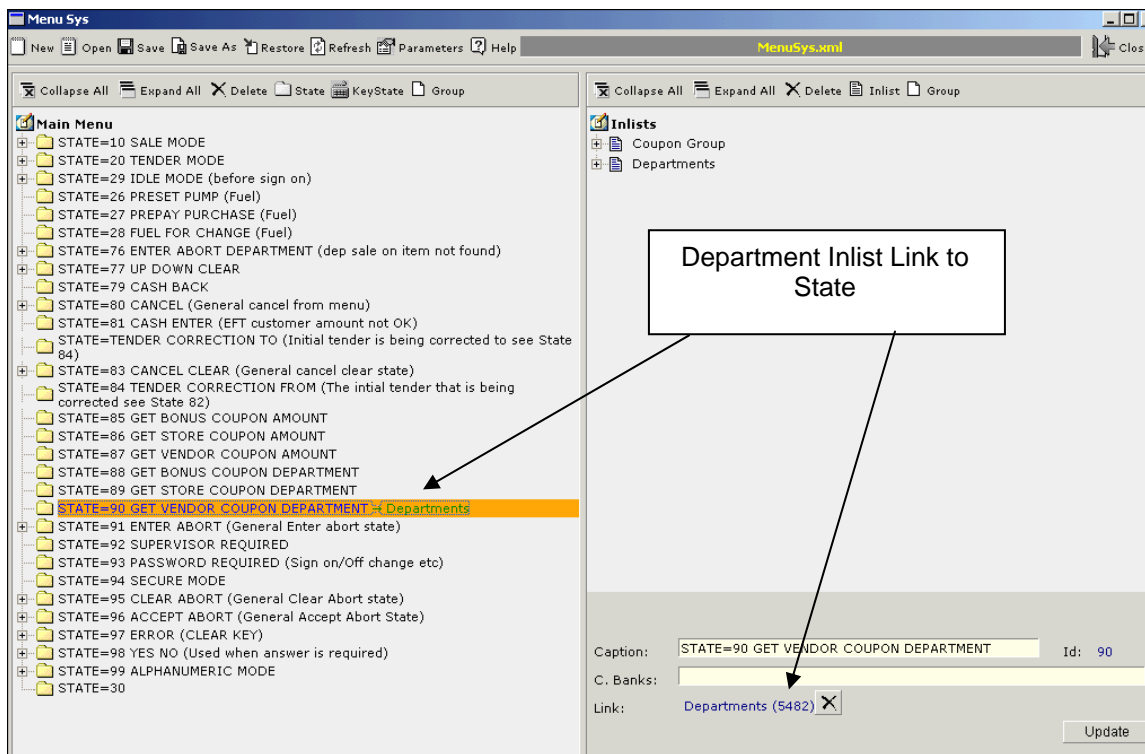 Menu Sys
New Open Save Save As Restore Refresh Parameters Help MenuSys.xml Clos
Collapse All Expand All Delete State KeyState Group
Main Menu
STATE=10 SALE MODE
STATE=20 TENDER MODE
STATE=29 IDLE MODE (before sign on)
STATE=26 PRESET PUMP (Fuel)
STATE=27 PREPAY PURCHASE (Fuel)
STATE=28 FUEL FOR CHANGE (Fuel)
STATE=76 ENTER ABORT DEPARTMENT (dep sale on item not found)
STATE=77 UP DOWN CLEAR
STATE=79 CASH BACK
STATE=80 CANCEL (General cancel from menu)
STATE=81 CASH ENTER (EFT customer amount not OK)
STATE=TENDER CORRECTION TO (Initial tender is being corrected to see State
84)
STATE=83 CANCEL CLEAR (General cancel clear state)
STATE=84 TENDER CORRECTION FROM (The intial tender that is being
corrected see State 82)
STATE=85 GET BONUS COUPON AMOUNT
STATE=86 GET STORE COUPON AMOUNT
STATE=87 GET VENDOR COUPON AMOUNT
STATE=88 GET BONUS COUPON DEPARTMENT
STATE=89 GET STORE COUPON DEPARTMENT
STATE=90 GET VENDOR COUPON DEPARTMENT Departments
STATE=91 ENTER ABORT (General Enter abort state)
STATE=92 SUPERVISOR REQUIRED
STATE=93 PASSWORD REQUIRED (Sign on/Off change etc)
STATE=94 SECURE MODE
STATE=95 CLEAR ABORT (General Clear Abort state)
STATE=96 ACCEPT ABORT (General Accept Abort State)
STATE=97 ERROR (CLEAR KEY)
STATE=98 YES NO (Used when answer is required)
STATE=99 ALPHANUMERIC MODE
STATE=30
Collapse All Expand All Delete Inlist Group
Inlists
Coupon Group
Departments
Department Inlist Link to
State
Caption: STATE=90 GET VENDOR COUPON DEPARTMENT Id: 90
C. Banks:
Link: Departments (5482)
Update